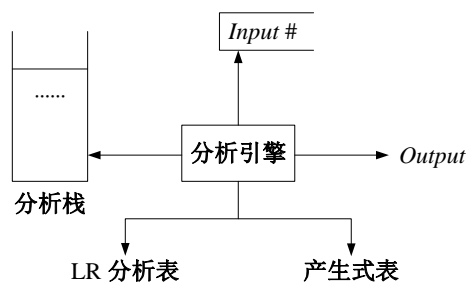 Input #
......
分析引擎
Output
分析栈
LR 分析表
产生式表